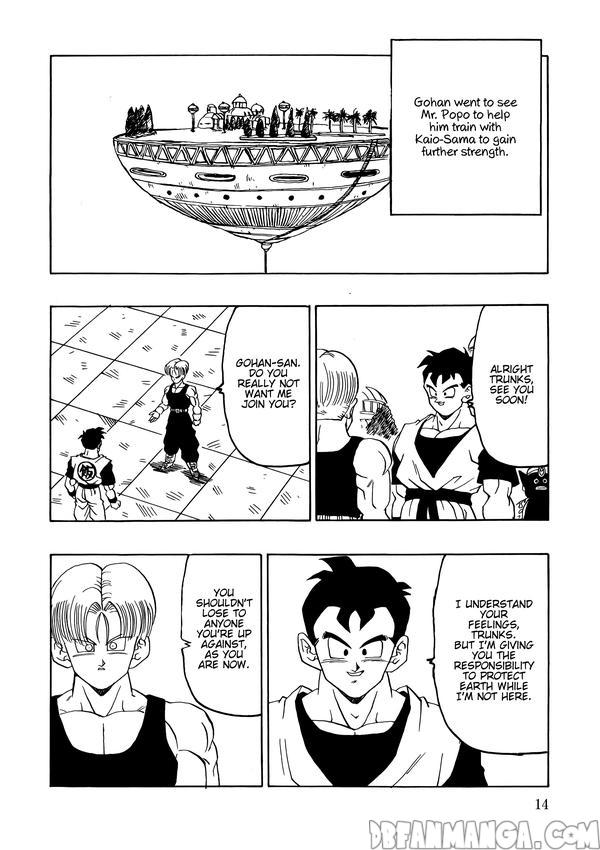 Gohan went to see
Mr. Popo to help
him train with
Kaio-Sama to gain
further strength.
ALRIGHT
TRUNKS,
SEE YOU
SOON!
GOHAN-SAN.
DO YOU
REALLY NOT
WANT ME
JOIN YOU?
I UNDERSTAND
YOUR
FEELINGS,
TRUNKS.
BUT I'M GIVING
YOU THE
RESPONSIBILITY
TO PROTECT
EARTH WHILE
I'M NOT HERE.
YOU
SHOULDN'T
LOSE TO
ANYONE
YOU'RE UP
AGAINST,
AS YOU
ARE NOW.
14
DBFANMANGA.COM